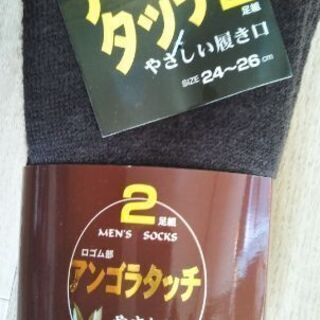 タッチ
2
足組
やさしい履き口
SIZE 24～26cm
2
足組
MEN'S SOCKS
口ゴム部
アンゴラタッチ